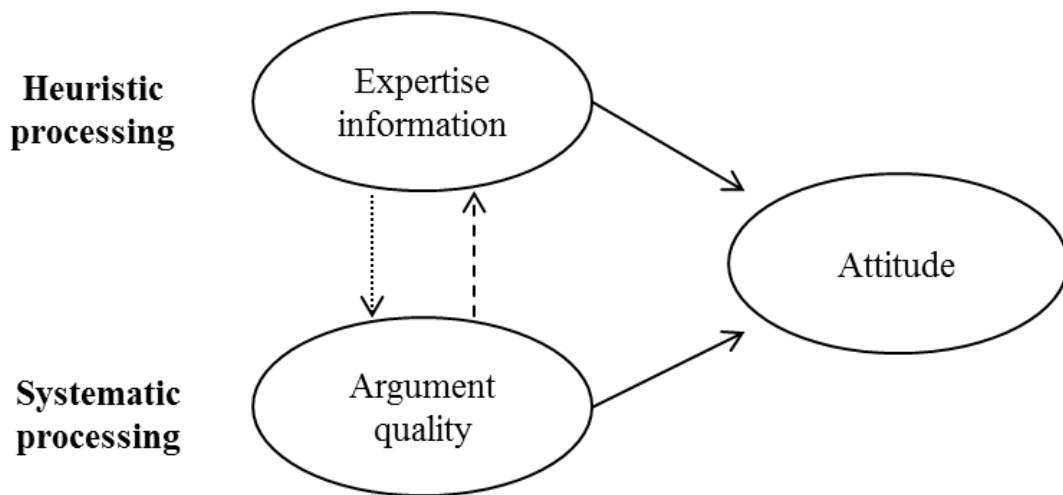 Heuristic
processing
Expertise
information
Attitude
Systematic
processing
Argument
quality